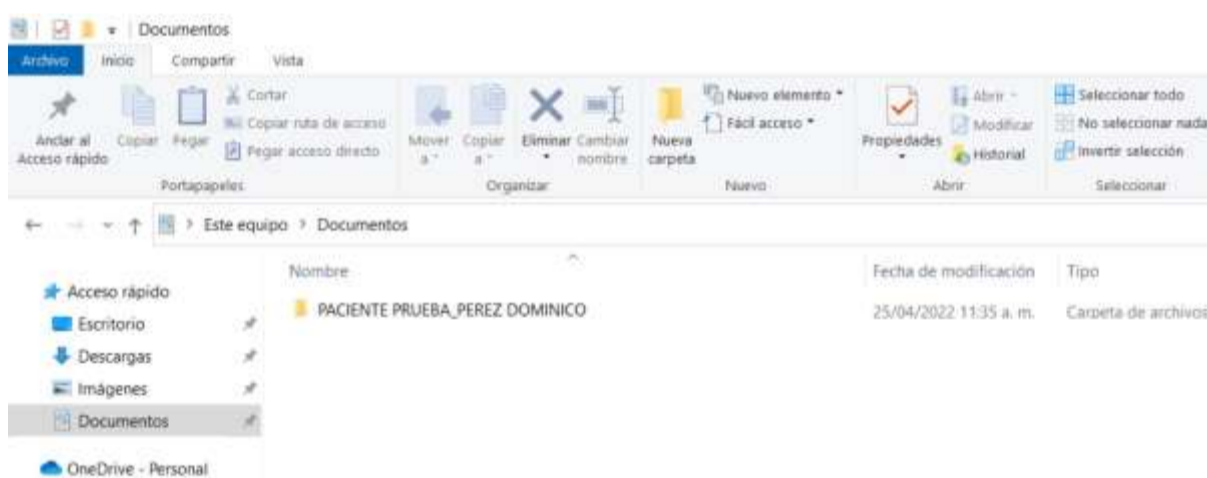 Documentos
Archivo Inicio Compartir Vista
Anclar al Acceso rápido
Copiar
Pegar
Cortar
Copiar ruta de acceso
Pegar acceso directo
Portapapeles
Mover a
Copiar a
Eliminar
Cambiar nombre
Organizar
Nueva carpeta
Nuevo elemento
Fácil acceso
Nuevo
Propiedades
Abrir
Modificar
Historial
Abrir
Seleccionar todo
No seleccionar nada
Invertir selección
Seleccionar
Este equipo > Documentos
Nombre Fecha de modificación Tipo
PACIENTE PRUEBA_PEREZ DOMINICO 25/04/2022 11:35 a. m. Carpeta de archivos
Acceso rápido
Escritorio
Descargas
Imágenes
Documentos
OneDrive - Personal